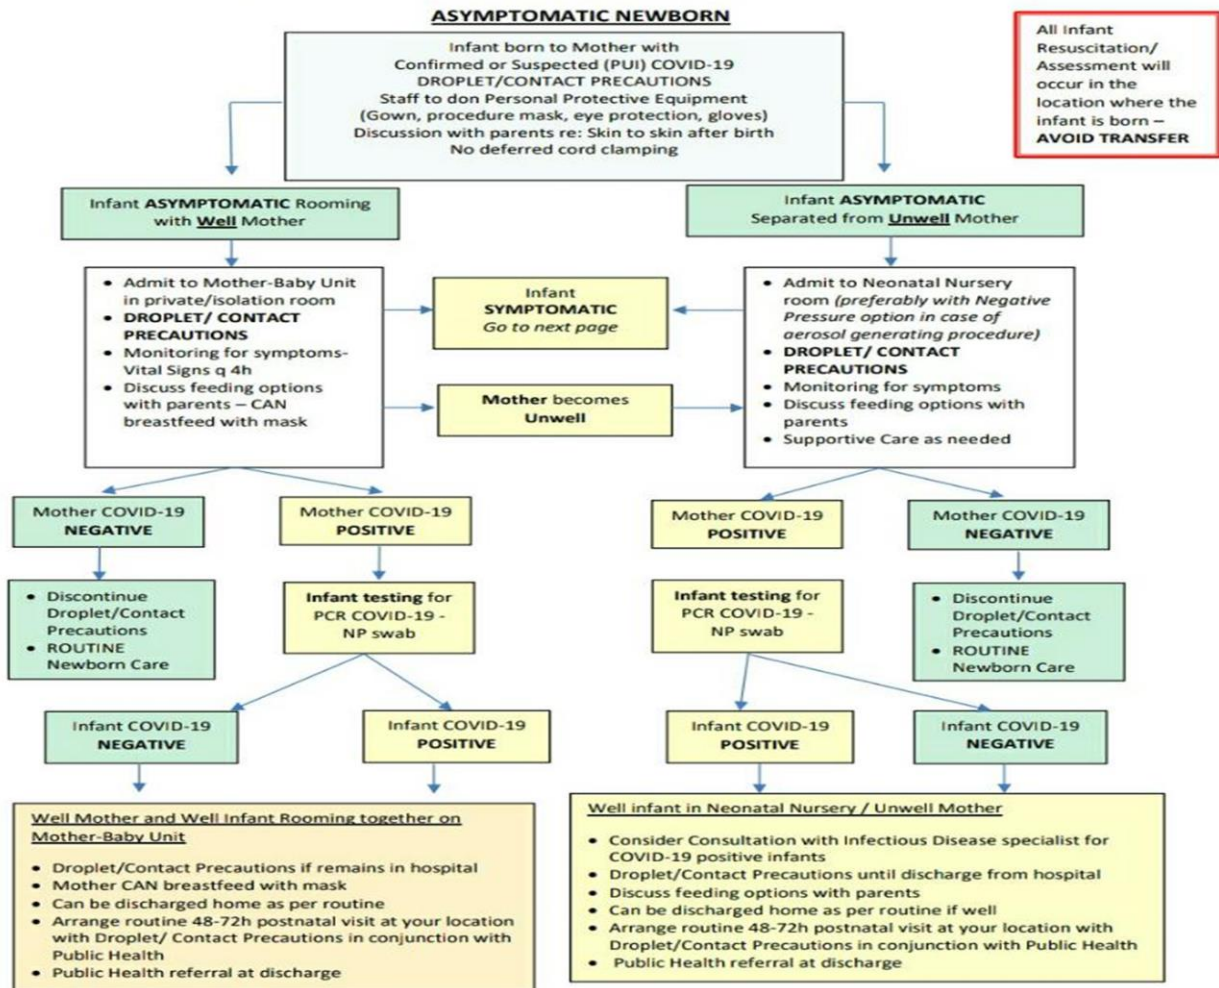 ASYMPTOMATIC NEWBORN
Infant born to Mother with
Confirmed or Suspected (PUI) COVID-19
DROPLET/CONTACT PRECAUTIONS
Staff to don Personal Protective Equipment
(Gown, procedure mask, eye protection, gloves)
Discussion with parents re: Skin to skin after birth
No deferred cord clamping
All Infant
Resuscitation/
Assessment will
occur in the
location where the
infant is born –
AVOID TRANSFER
Infant ASYMPTOMATIC Rooming
with Well Mother
Infant ASYMPTOMATIC
Separated from Unwell Mother
• Admit to Mother-Baby Unit
in private/isolation room
• DROPLET/ CONTACT
PRECAUTIONS
• Monitoring for symptoms-
Vital Signs q 4h
• Discuss feeding options
with parents – CAN
breastfeed with mask
Infant
SYMPTOMATIC
Go to next page
Mother becomes
Unwell
• Admit to Neonatal Nursery
room (preferably with Negative
Pressure option in case of
aerosol generating procedure)
• DROPLET/ CONTACT
PRECAUTIONS
• Monitoring for symptoms
• Discuss feeding options with
parents
• Supportive Care as needed
Mother COVID-19
NEGATIVE
Mother COVID-19
POSITIVE
Mother COVID-19
POSITIVE
Mother COVID-19
NEGATIVE
• Discontinue
Droplet/Contact
Precautions
• ROUTINE
Newborn Care
Infant testing for
PCR COVID-19 -
NP swab
Infant testing for
PCR COVID-19 -
NP swab
• Discontinue
Droplet/Contact
Precautions
• ROUTINE
Newborn Care
Infant COVID-19
NEGATIVE
Infant COVID-19
POSITIVE
Infant COVID-19
POSITIVE
Infant COVID-19
NEGATIVE
Well Mother and Well Infant Rooming together on
Mother-Baby Unit
• Droplet/Contact Precautions if remains in hospital
• Mother CAN breastfeed with mask
• Can be discharged home as per routine
• Arrange routine 48-72h postnatal visit at your location
with Droplet/ Contact Precautions in conjunction with
Public Health
• Public Health referral at discharge
Well infant in Neonatal Nursery / Unwell Mother
• Consider Consultation with Infectious Disease specialist for
COVID-19 positive infants
• Droplet/Contact Precautions until discharge from hospital
• Discuss feeding options with parents
• Can be discharged home as per routine if well
• Arrange routine 48-72h postnatal visit at your location with
Droplet/Contact Precautions in conjunction with Public Health
• Public Health referral at discharge